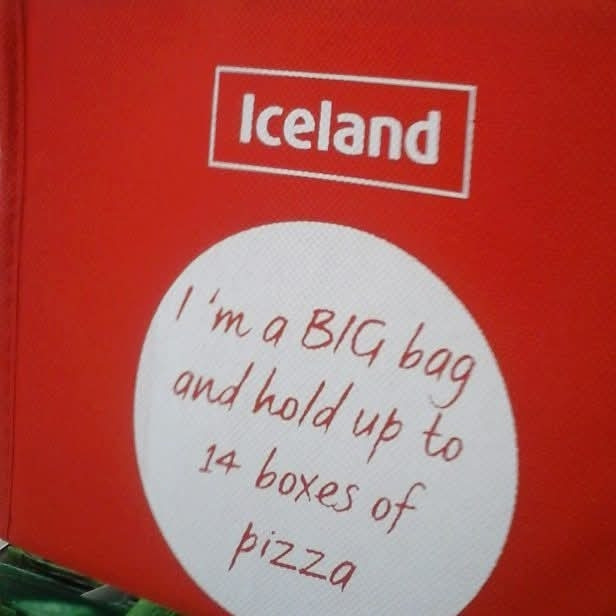 Iceland
I'm a BIG bag
and hold up to
14 boxes of
pizza